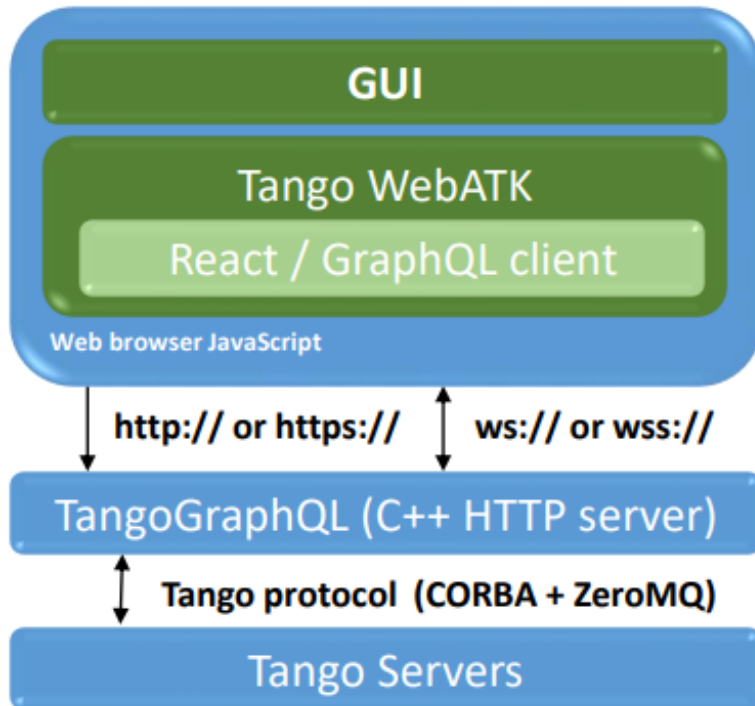 GUI
Tango WebATK
React / GraphQL client
Web browser JavaScript
http:// or https:// ws:// or wss://
TangoGraphQL (C++ HTTP server)
Tango protocol (CORBA + ZeroMQ)
Tango Servers